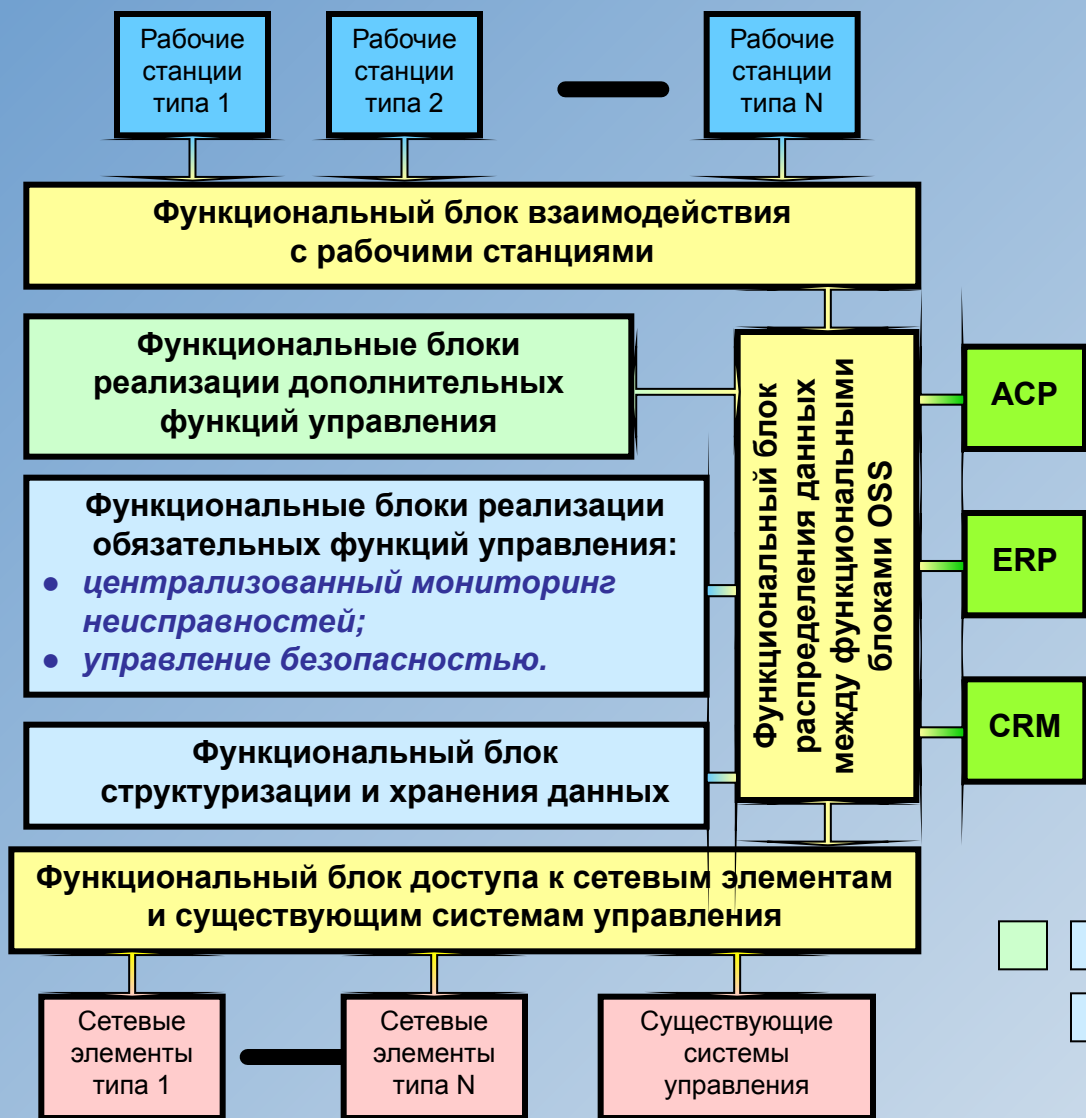 Рабочие
станции
типа 1
Рабочие
станции
типа 2
Рабочие
станции
типа N
Функциональный блок взаимодействия
с рабочими станциями
Функциональные блоки
реализации дополнительных
функций управления
Функциональные блоки реализации
обязательных функций управления:
● централизованный мониторинг
неисправностей;
● управление безопасностью.
Функциональный блок
структуризации и хранения данных
Функциональный блок
распределения данных
между функциональными
блоками OSS
АСР
ERP
CRM
Функциональный блок доступа к сетевым элементам
и существующим системам управления
Сетевые
элементы
типа 1
Сетевые
элементы
типа N
Существующие
системы
управления